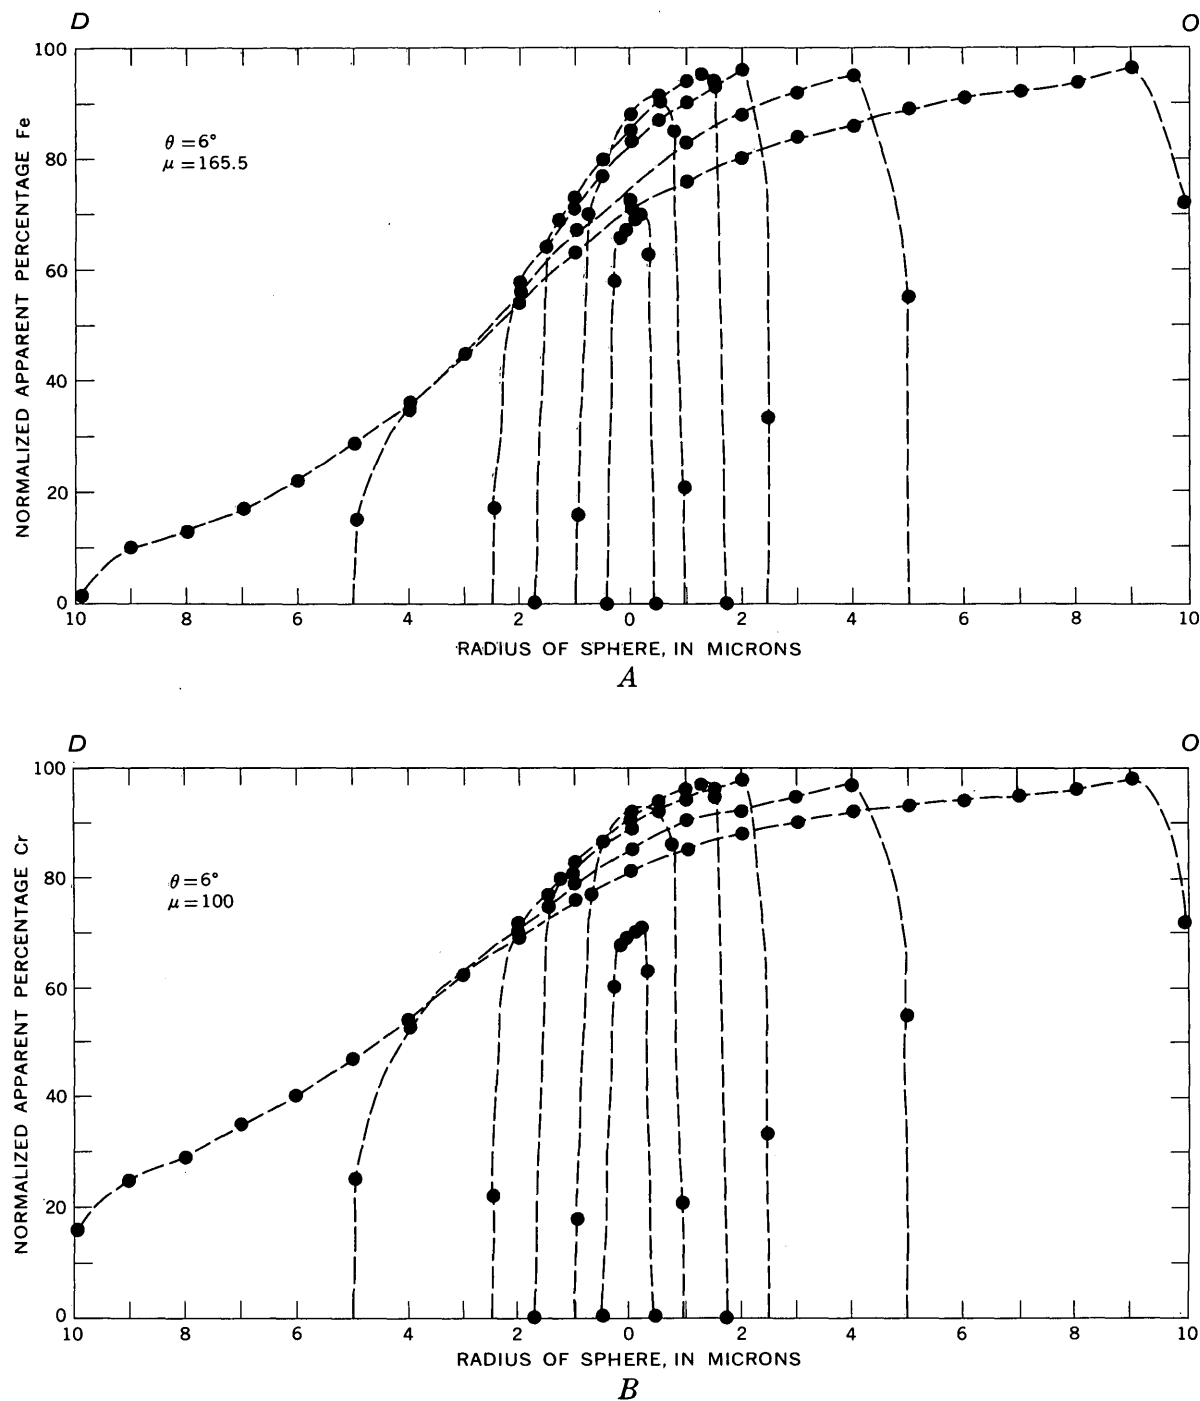 D O
100
80
60
40
20
0
NORMALIZED APPARENT PERCENTAGE Fe
θ = 6°
μ = 165.5
10 8 6 4 2 0 2 4 6 8 10
RADIUS OF SPHERE, IN MICRONS
A
D O
100
80
60
40
20
0
NORMALIZED APPARENT PERCENTAGE Cr
θ = 6°
μ = 100
10 8 6 4 2 0 2 4 6 8 10
RADIUS OF SPHERE, IN MICRONS
B